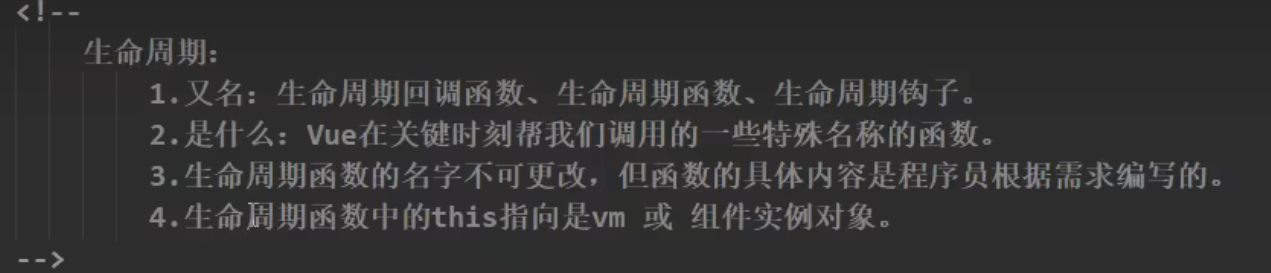 <!--
生命周期:
1.又名：生命周期回调函数、生命周期函数、生命周期钩子。
2.是什么：Vue在关键时刻帮我们调用的一些特殊名称的函数。
3.生命周期函数的名字不可更改，但函数的具体内容是程序员根据需求编写的。
4.生命周期函数中的this指向是vm 或 组件实例对象。
-->